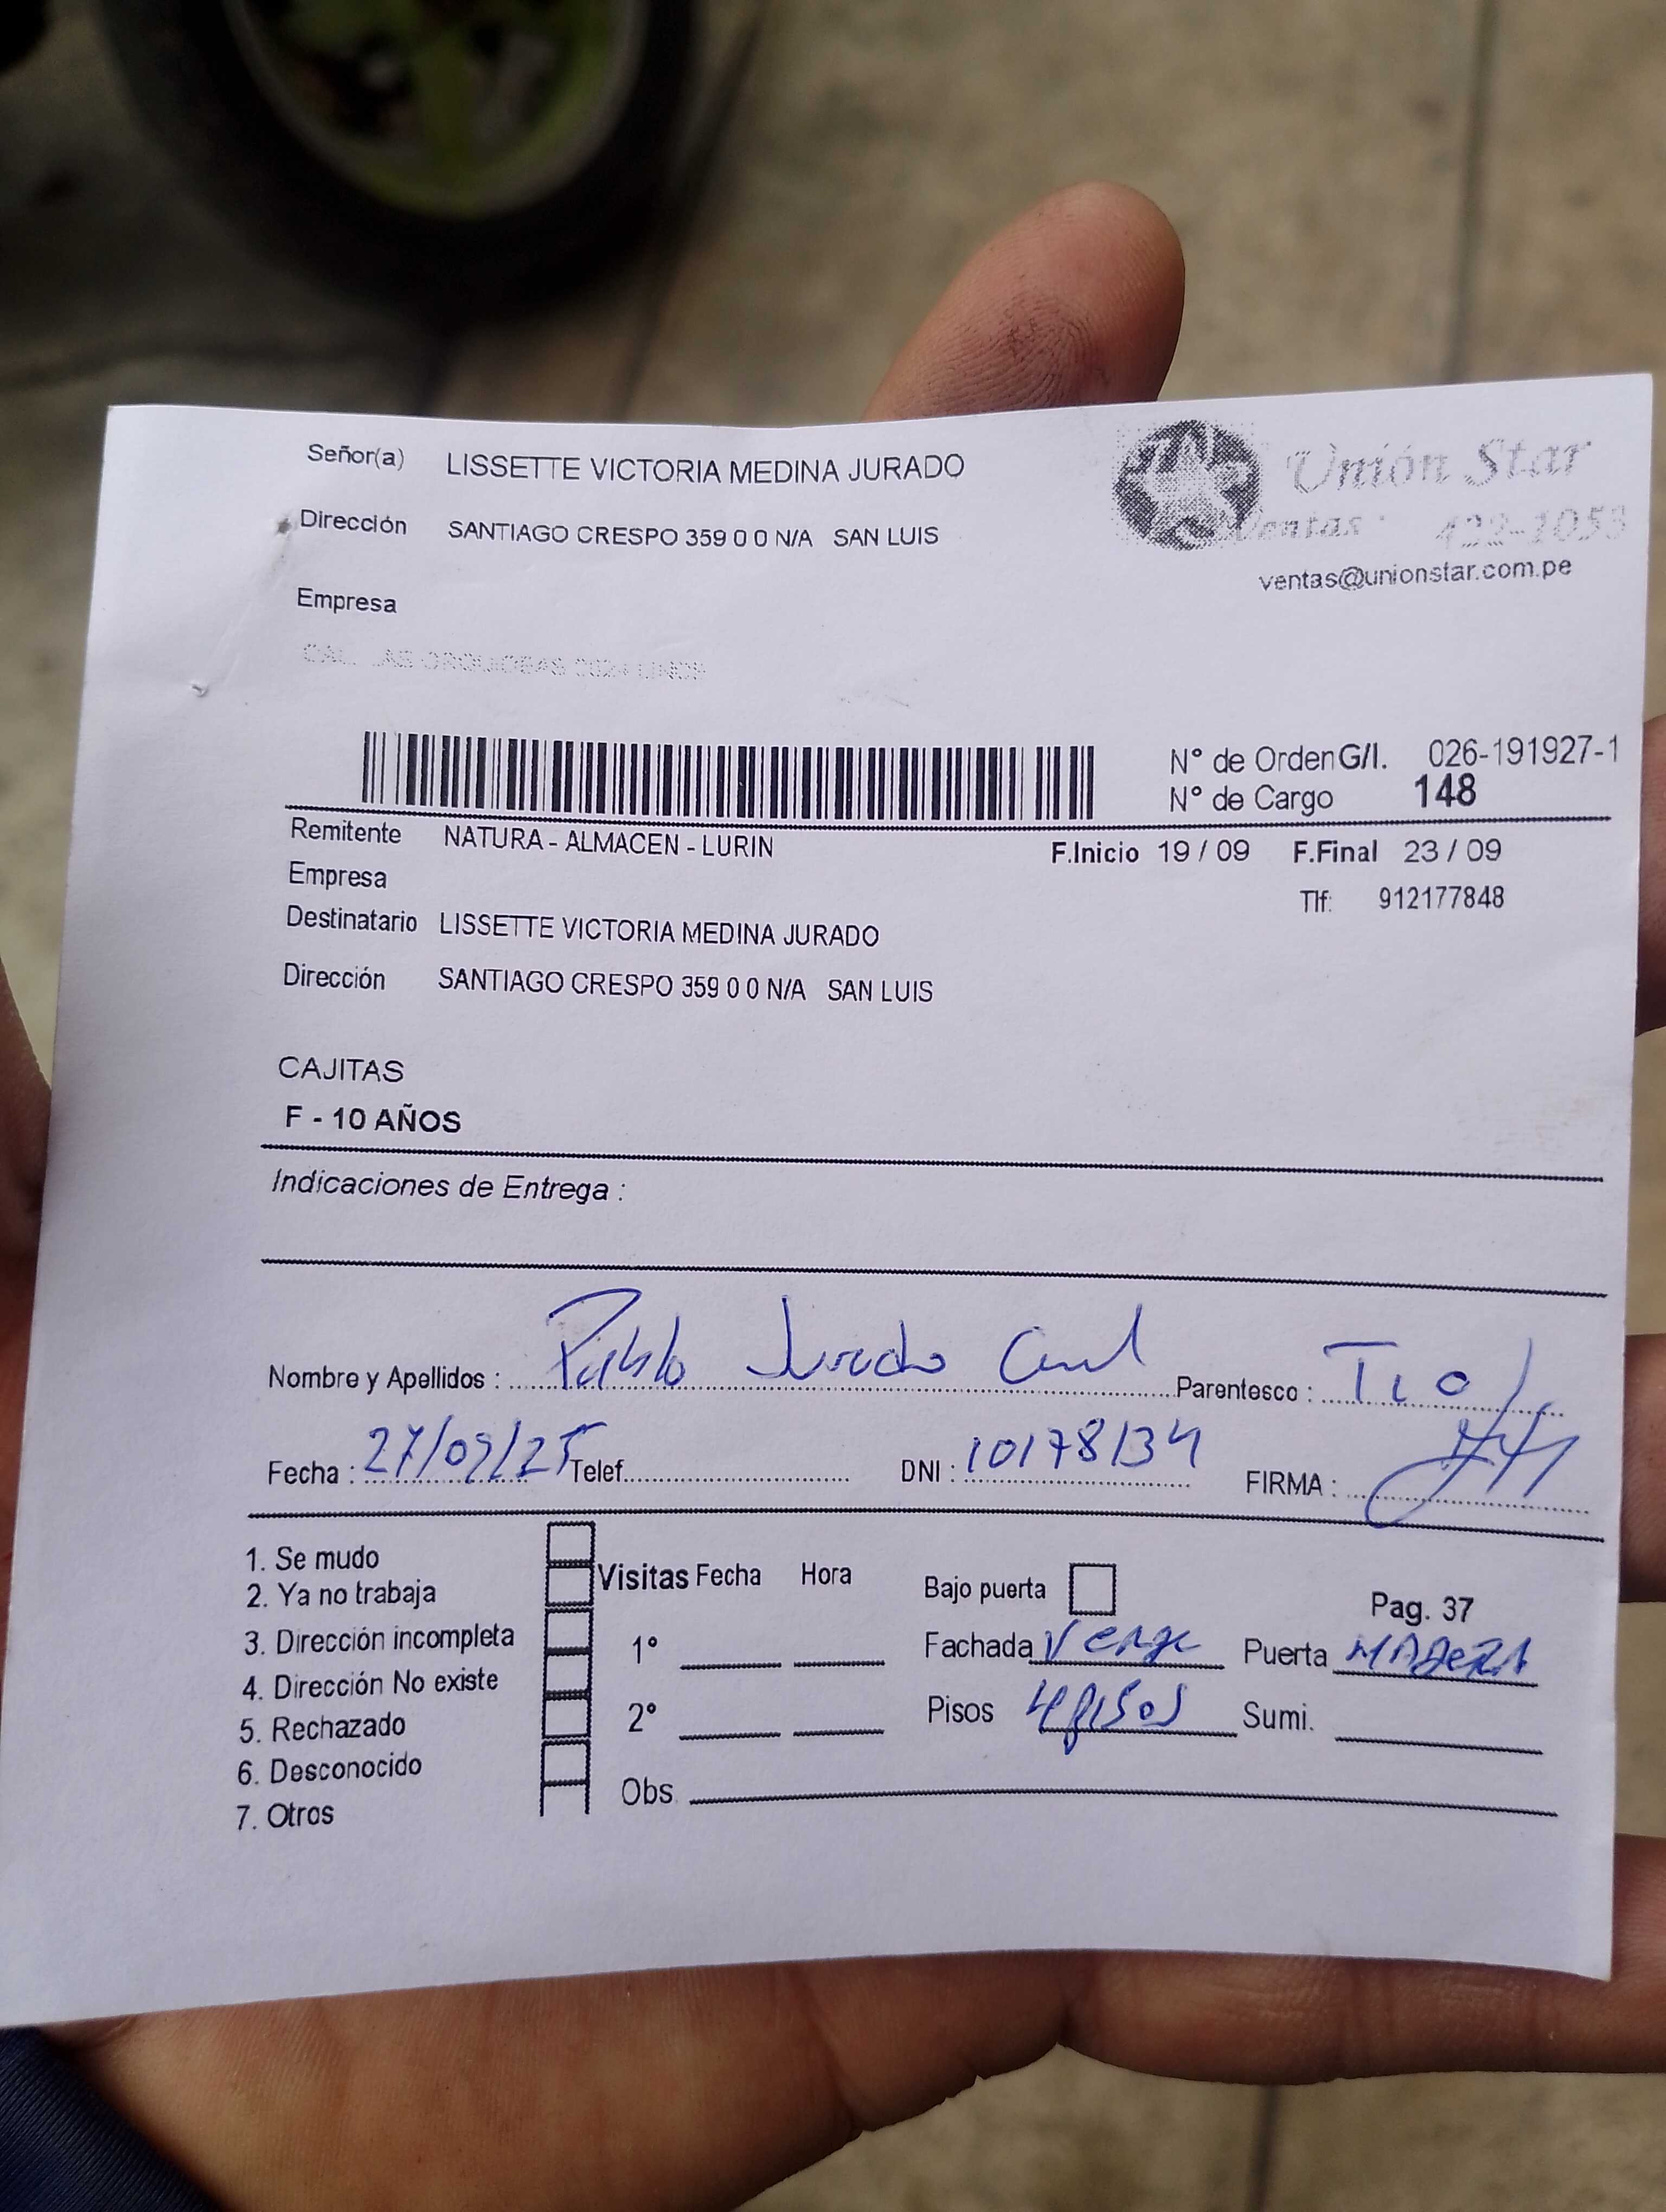 Señor(a) LISSETTE VICTORIA MEDINA JURADO
Unión Star
Dirección SANTIAGO CRESPO 359 0 0 N/A SAN LUIS
Ventas: 422-1053
ventas@unionstar.com.pe
Empresa
N° de Orden G/I. 026-191927-1
N° de Cargo 148
Remitente NATURA - ALMACEN - LURIN
F.Inicio 19 / 09 F.Final 23 / 09
Empresa
Tlf: 912177848
Destinatario LISSETTE VICTORIA MEDINA JURADO
Dirección SANTIAGO CRESPO 359 0 0 N/A SAN LUIS
CAJITAS
F - 10 AÑOS
Indicaciones de Entrega :
Nombre y Apellidos : Pablo Jurado Parentesco : Tio
Fecha : 27/09/25 Telef. DNI : 10178134 FIRMA :
1. Se mudo
2. Ya no trabaja
3. Dirección incompleta
4. Dirección No existe
5. Rechazado
6. Desconocido
7. Otros
Visitas Fecha Hora
1°
2°
Obs
Bajo puerta
Pag. 37
Fachada Puerta MADERA
Pisos 4 pisos Sumi.